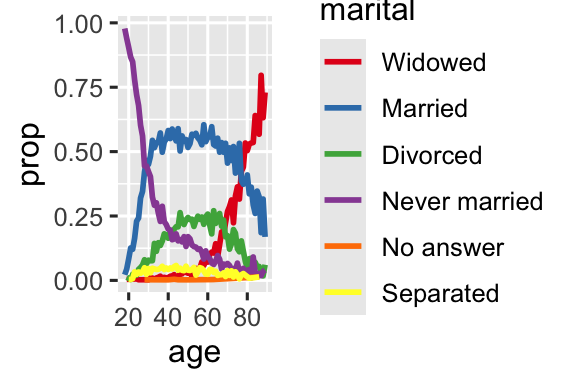 marital
1.00
0.75
0.50
0.25
0.00
prop
20 40 60 80
age
Widowed
Married
Divorced
Never married
No answer
Separated